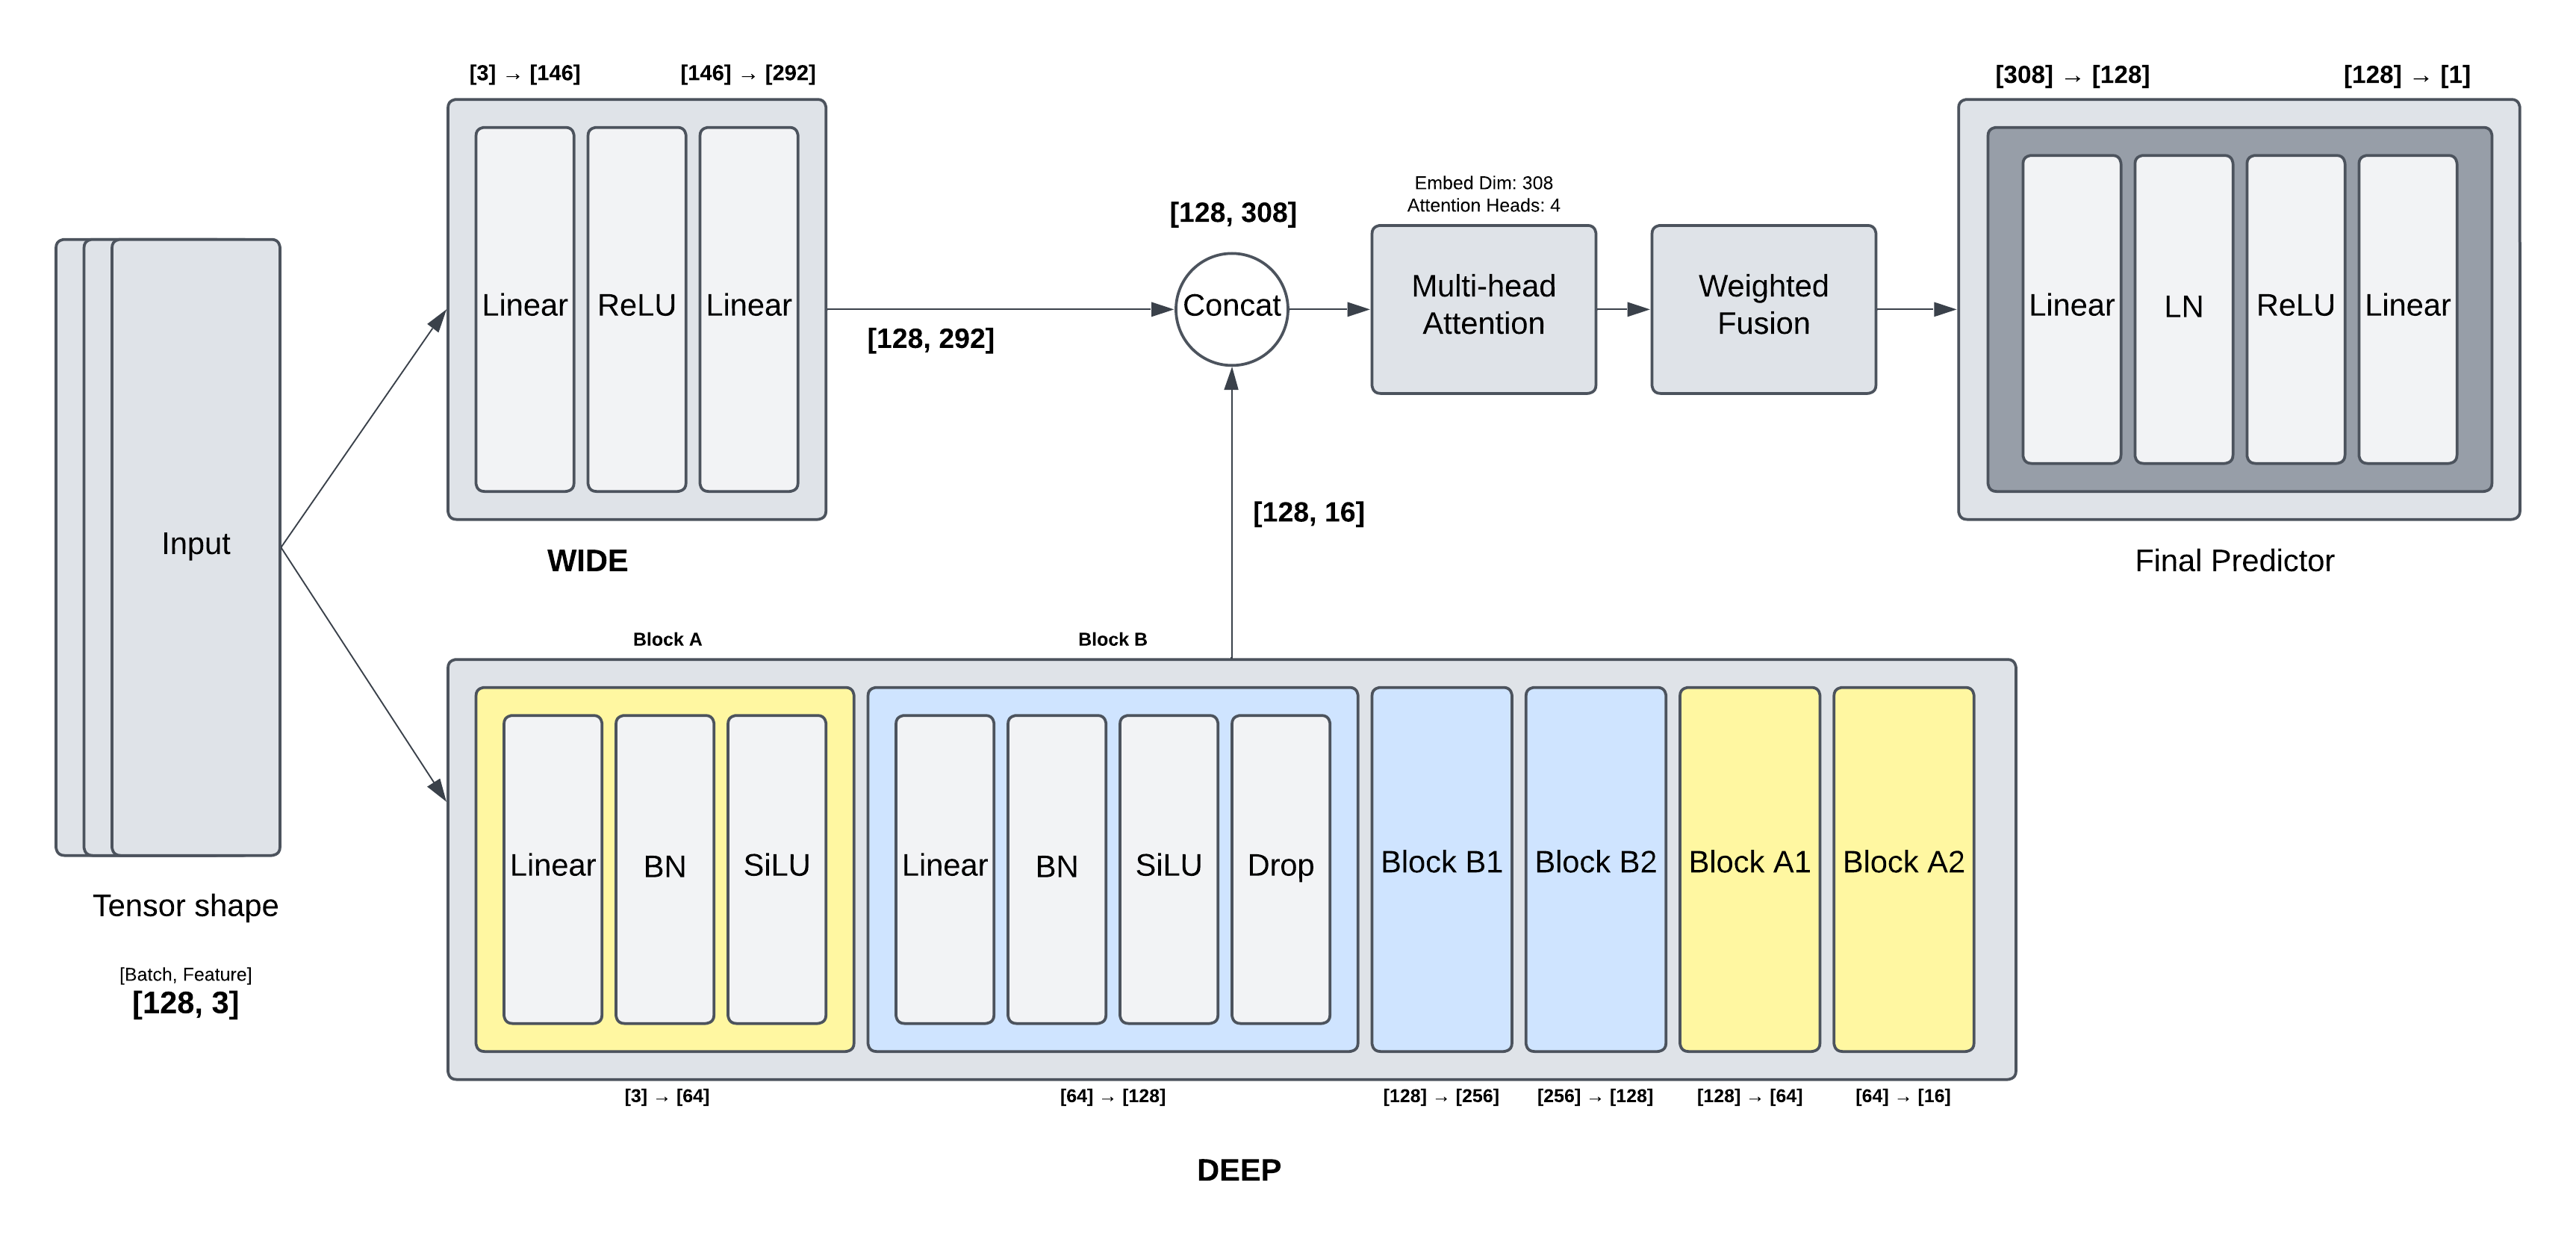 [3] → [146]
[146] → [292]
Linear
ReLU
Linear
WIDE
Input
Tensor shape
[Batch, Feature]
[128, 3]
[128, 292]
[128, 308]
Concat
[128, 16]
Embed Dim: 308
Attention Heads: 4
Multi-head
Attention
Weighted
Fusion
[308] → [128]
[128] → [1]
Linear
LN
ReLU
Linear
Final Predictor
Block A
Block B
Linear
BN
SiLU
Linear
BN
SiLU
Drop
Block B1
Block B2
Block A1
Block A2
[3] → [64]
[64] → [128]
[128] → [256]
[256] → [128]
[128] → [64]
[64] → [16]
DEEP